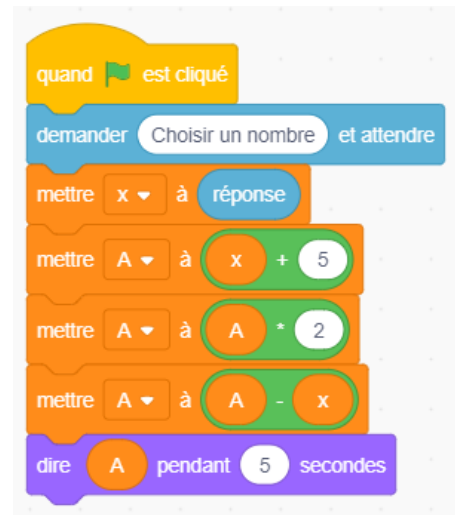 quand est cliqué
demander Choisir un nombre et attendre
mettre x à réponse
mettre A à x + 5
mettre A à A * 2
mettre A à A - x
dire A pendant 5 secondes